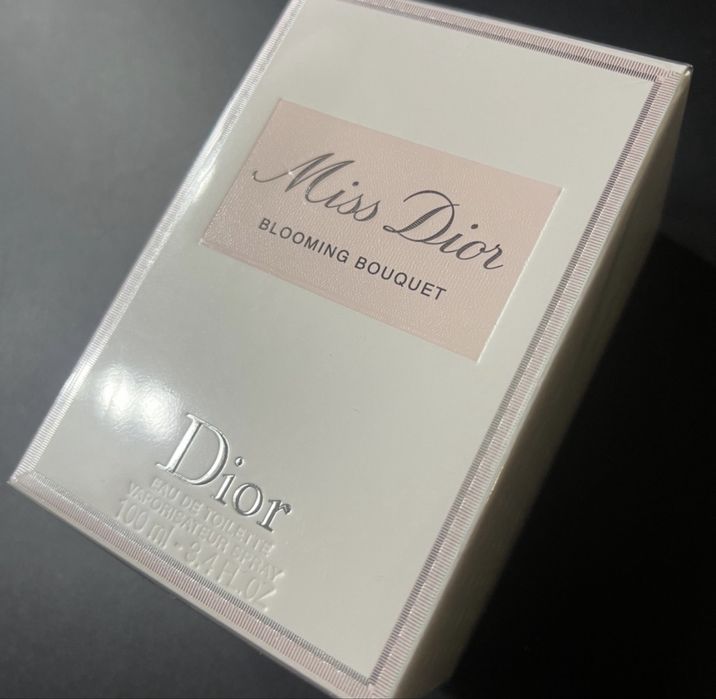 Miss Dior
BLOOMING BOUQUET
Dior
EAU DE TOILETTE
VAPORISATEUR SPRAY
100 ml · 3.4 FL.OZ